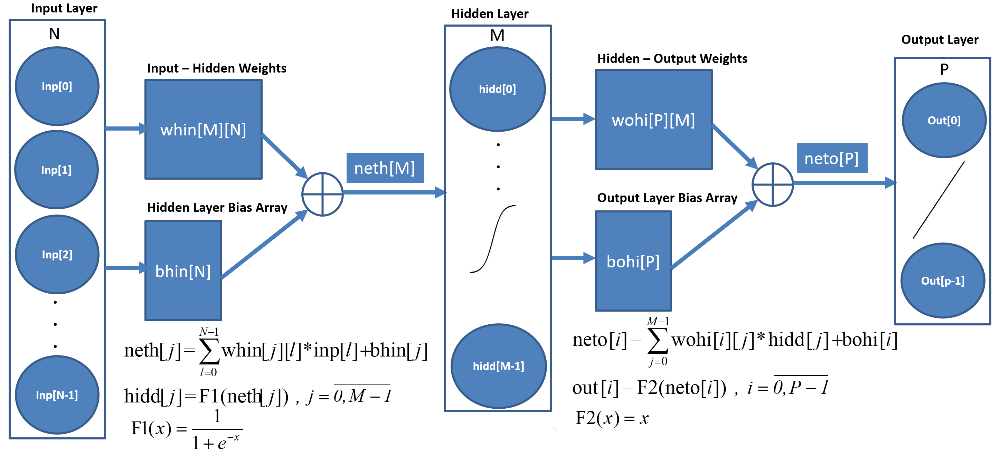 Input Layer
N
Inp[0]
Inp[1]
Inp[2]
.
.
.
Inp[N-1]
Input – Hidden Weights
whin[M][N]
Hidden Layer Bias Array
bhin[N]
neth[M]
neth[j]=∑_{l=0}^{N−1}whin[j][l]*inp[l]+bhin[j]
hidd[j]=F1(neth[j]) , j = \overline{0,M−1}
F1(x) = \frac{1}{1+e^{−x}}
Hidden Layer
M
hidd[0]
.
.
.
hidd[M-1]
Hidden – Output Weights
wohi[P][M]
Output Layer Bias Array
bohi[P]
neto[P]
neto[i]=∑_{j=0}^{M−1}wohi[i][j]*hidd[j]+bohi[i]
out[i]=F2(neto[i]) , i = \overline{0,P−1}
F2(x) = x
Output Layer
P
Out[0]
Out[p-1]